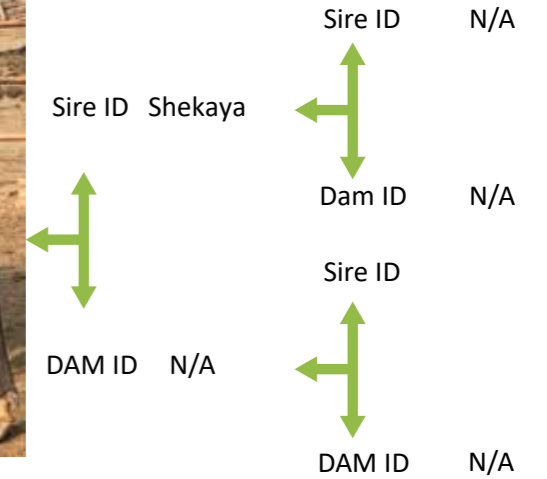 Sire ID N/A
Sire ID Shekaya
Dam ID N/A
Sire ID
DAM ID N/A
DAM ID N/A